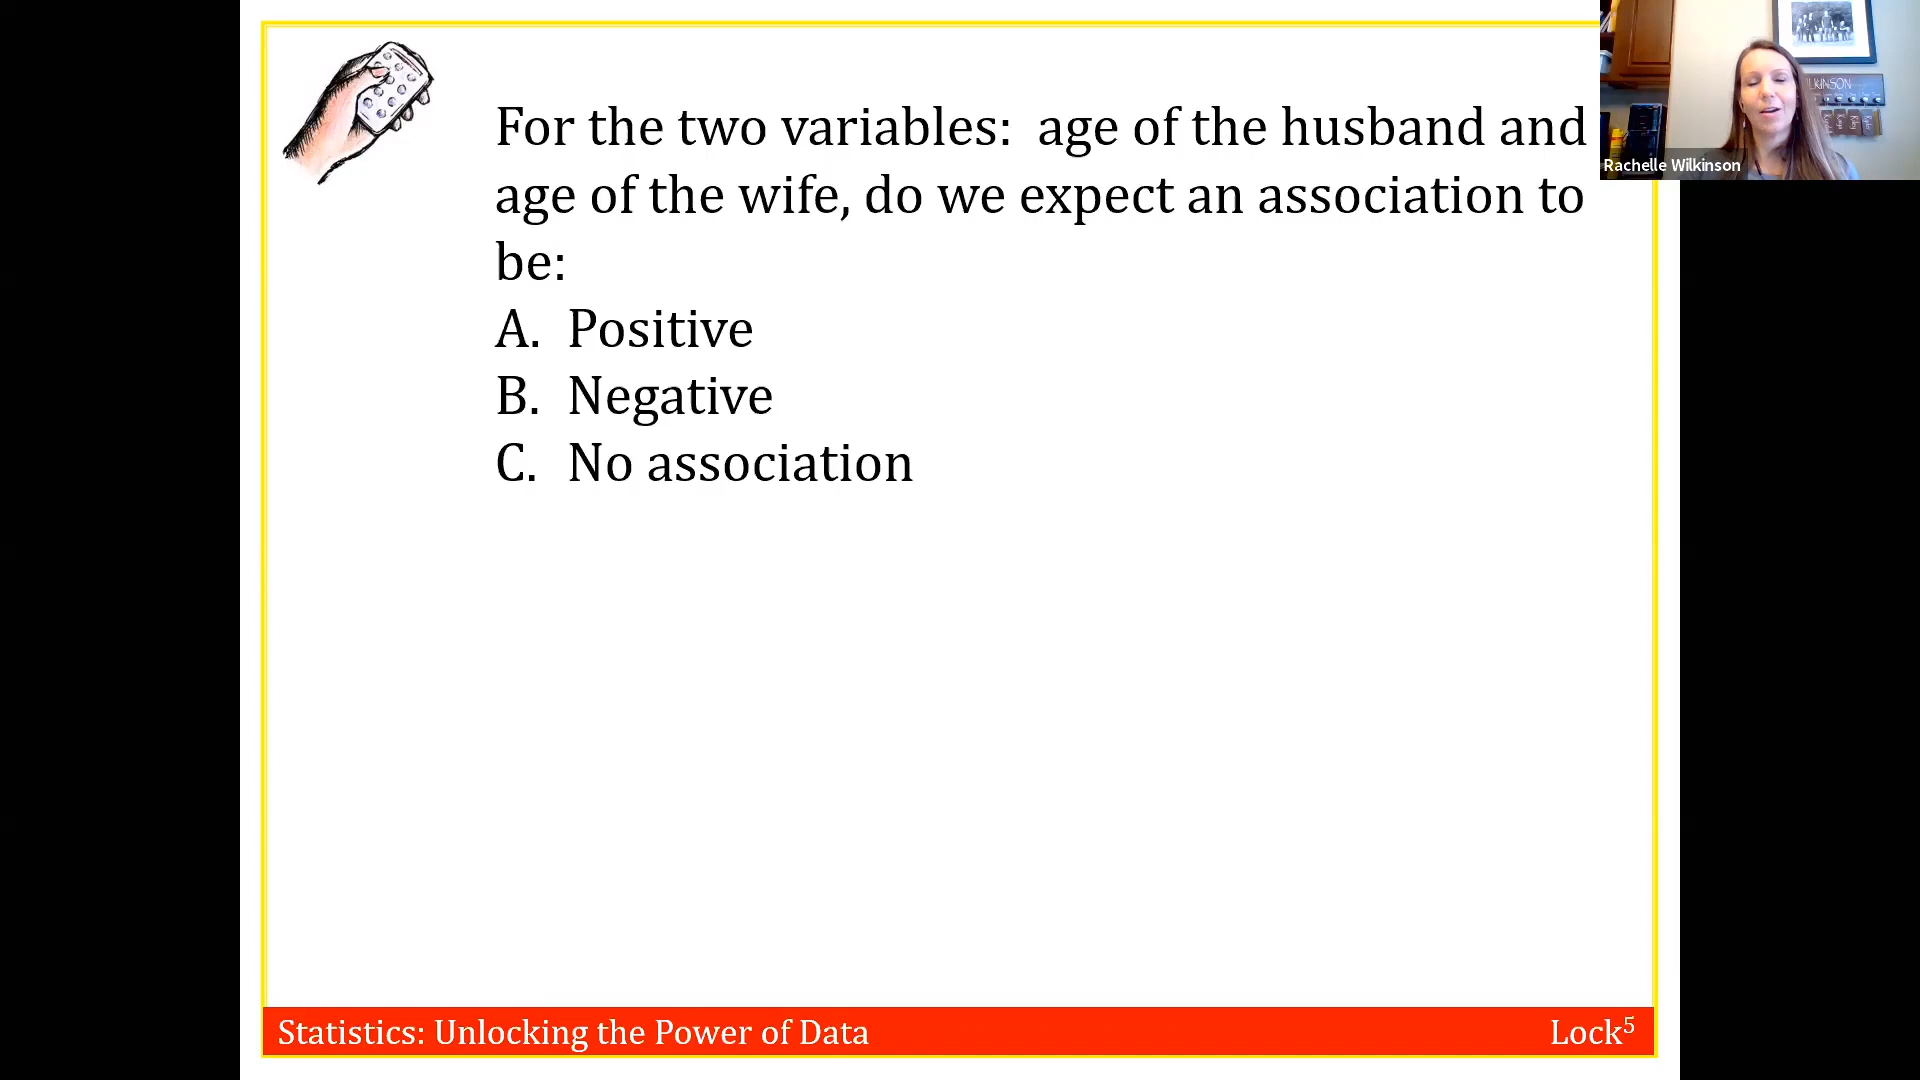 For the two variables: age of the husband and
age of the wife, do we expect an association to
be:
A. Positive
B. Negative
C. No association
Rachelle Wilkinson
Statistics: Unlocking the Power of Data
Lock⁵